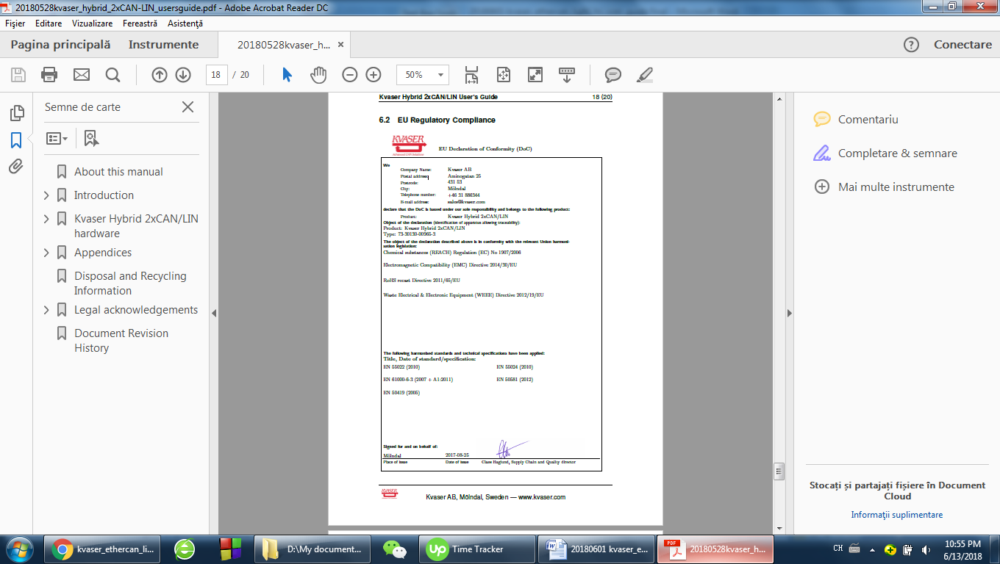 20180528kvaser_hybrid_2xCAN-LIN_usersguide.pdf - Adobe Acrobat Reader DC
Fişier Editare Vizualizare Fereastră Asistenţă
Pagina principală Instrumente 20180528kvaser_h... × Conectare
18 / 20 50%
Semne de carte
About this manual
Introduction
Kvaser Hybrid 2xCAN/LIN
hardware
Appendices
Disposal and Recycling
Information
Legal acknowledgements
Document Revision
History
Kvaser Hybrid 2xCAN/LIN User's Guide 18 (20)
6.2 EU Regulatory Compliance
KVASER
EU Declaration of Conformity (DoC)
We
Company Name: Kvaser AB
Postal address: Aminogatan 25
Postcode: 431 53
City: Mölndal
Telephone number: +46 31 886344
E-mail address: sales@kvaser.com
declare that the DoC is issued under our sole responsibility and belongs to the following product:
Product: Kvaser Hybrid 2xCAN/LIN
Object of the declaration (identification of apparatus allowing traceability):
Product: Kvaser Hybrid 2xCAN/LIN
Type: 73-30130-00965-3
The object of the declaration described above is in conformity with the relevant Union harmoni-
sation legislation:
Chemical substances (REACH) Regulation (EC) No 1907/2006
Electromagnetic Compatibility (EMC) Directive 2014/30/EU
RoHS recast Directive 2011/65/EU
Waste Electrical & Electronic Equipment (WEEE) Directive 2012/19/EU
The following harmonised standards and technical specifications have been applied:
Title, Date of standard/specification:
EN 55022 (2010) EN 55024 (2010)
EN 61000-6-3 (2007 + A1:2011) EN 50581 (2012)
EN 50419 (2005)
Signed for and on behalf of:
Mölndal 2017-08-25
Place of issue Date of issue Claes Haglund, Supply Chain and Quality director
KVASER
Kvaser AB, Mölndal, Sweden — www.kvaser.com
Comentariu
Completare & semnare
Mai multe instrumente
Stocați și partajați fișiere în Document
Cloud
Informaţii suplimentare
kvaser_ethercan_li... D:\My document... Up Time Tracker 20180601 kvaser_e... PDF 20180528kvaser_h... CH 10:55 PM
6/13/2018